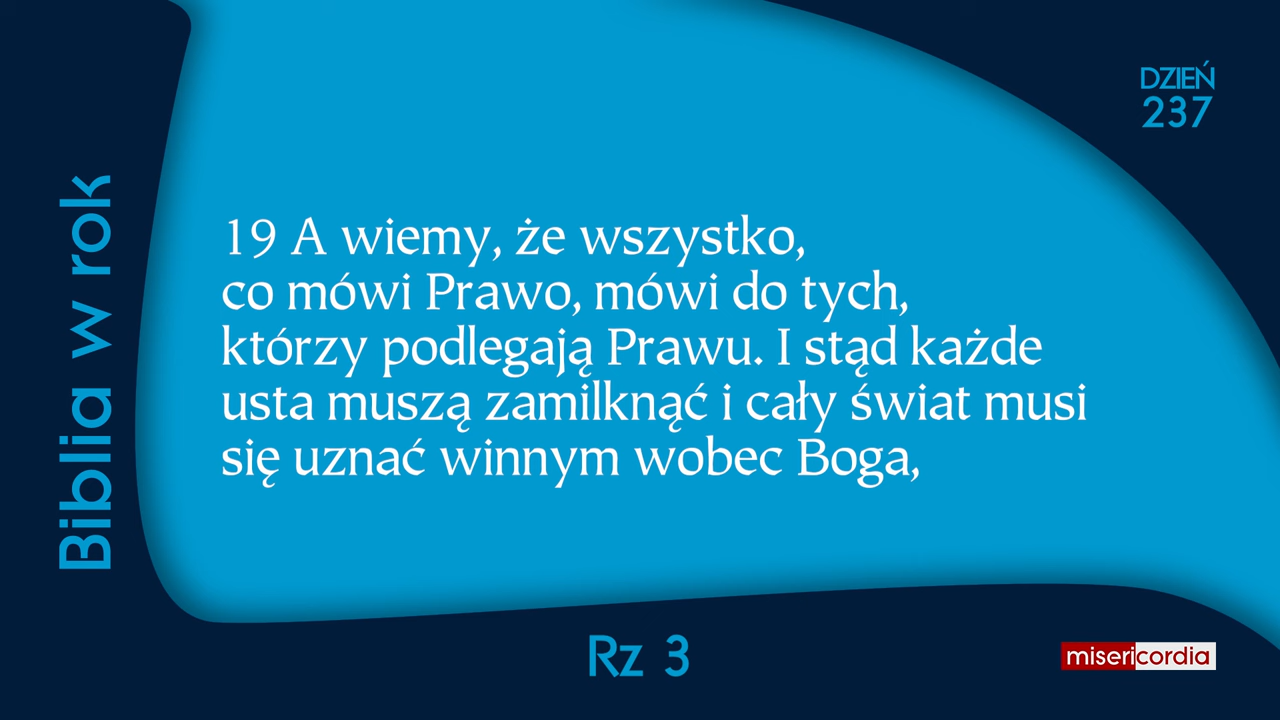 DZIEŃ
237
Biblia w rok
19 A wiemy, że wszystko,
co mówi Prawo, mówi do tych,
którzy podlegają Prawu. I stąd każde
usta muszą zamilknąć i cały świat musi
się uznać winnym wobec Boga,
Rz 3
misericordia